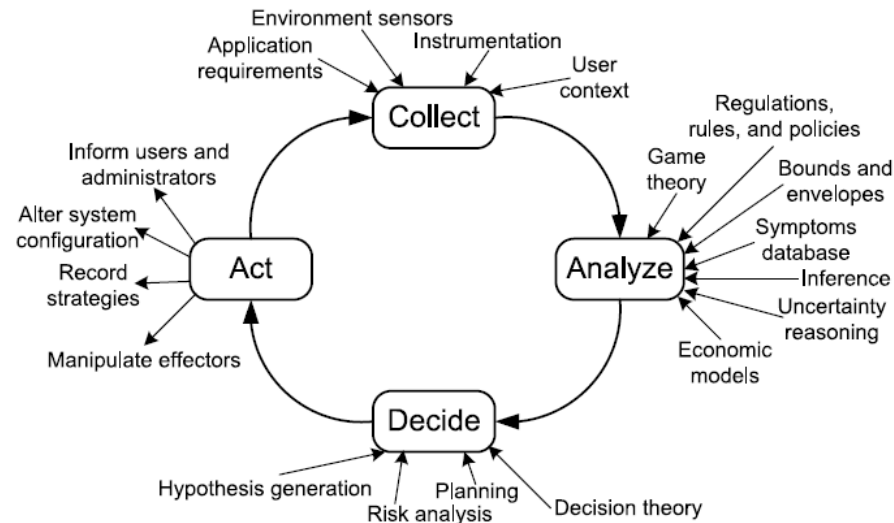 Environment sensors
Application
requirements
Instrumentation
User
context
Collect
Regulations,
rules, and policies
Game
theory
Bounds and
envelopes
Symptoms
database
Inference
Uncertainty
reasoning
Economic
models
Analyze
Inform users and
administrators
Alter system
configuration
Record
strategies
Manipulate effectors
Act
Decide
Hypothesis generation
Risk analysis
Planning
Decision theory